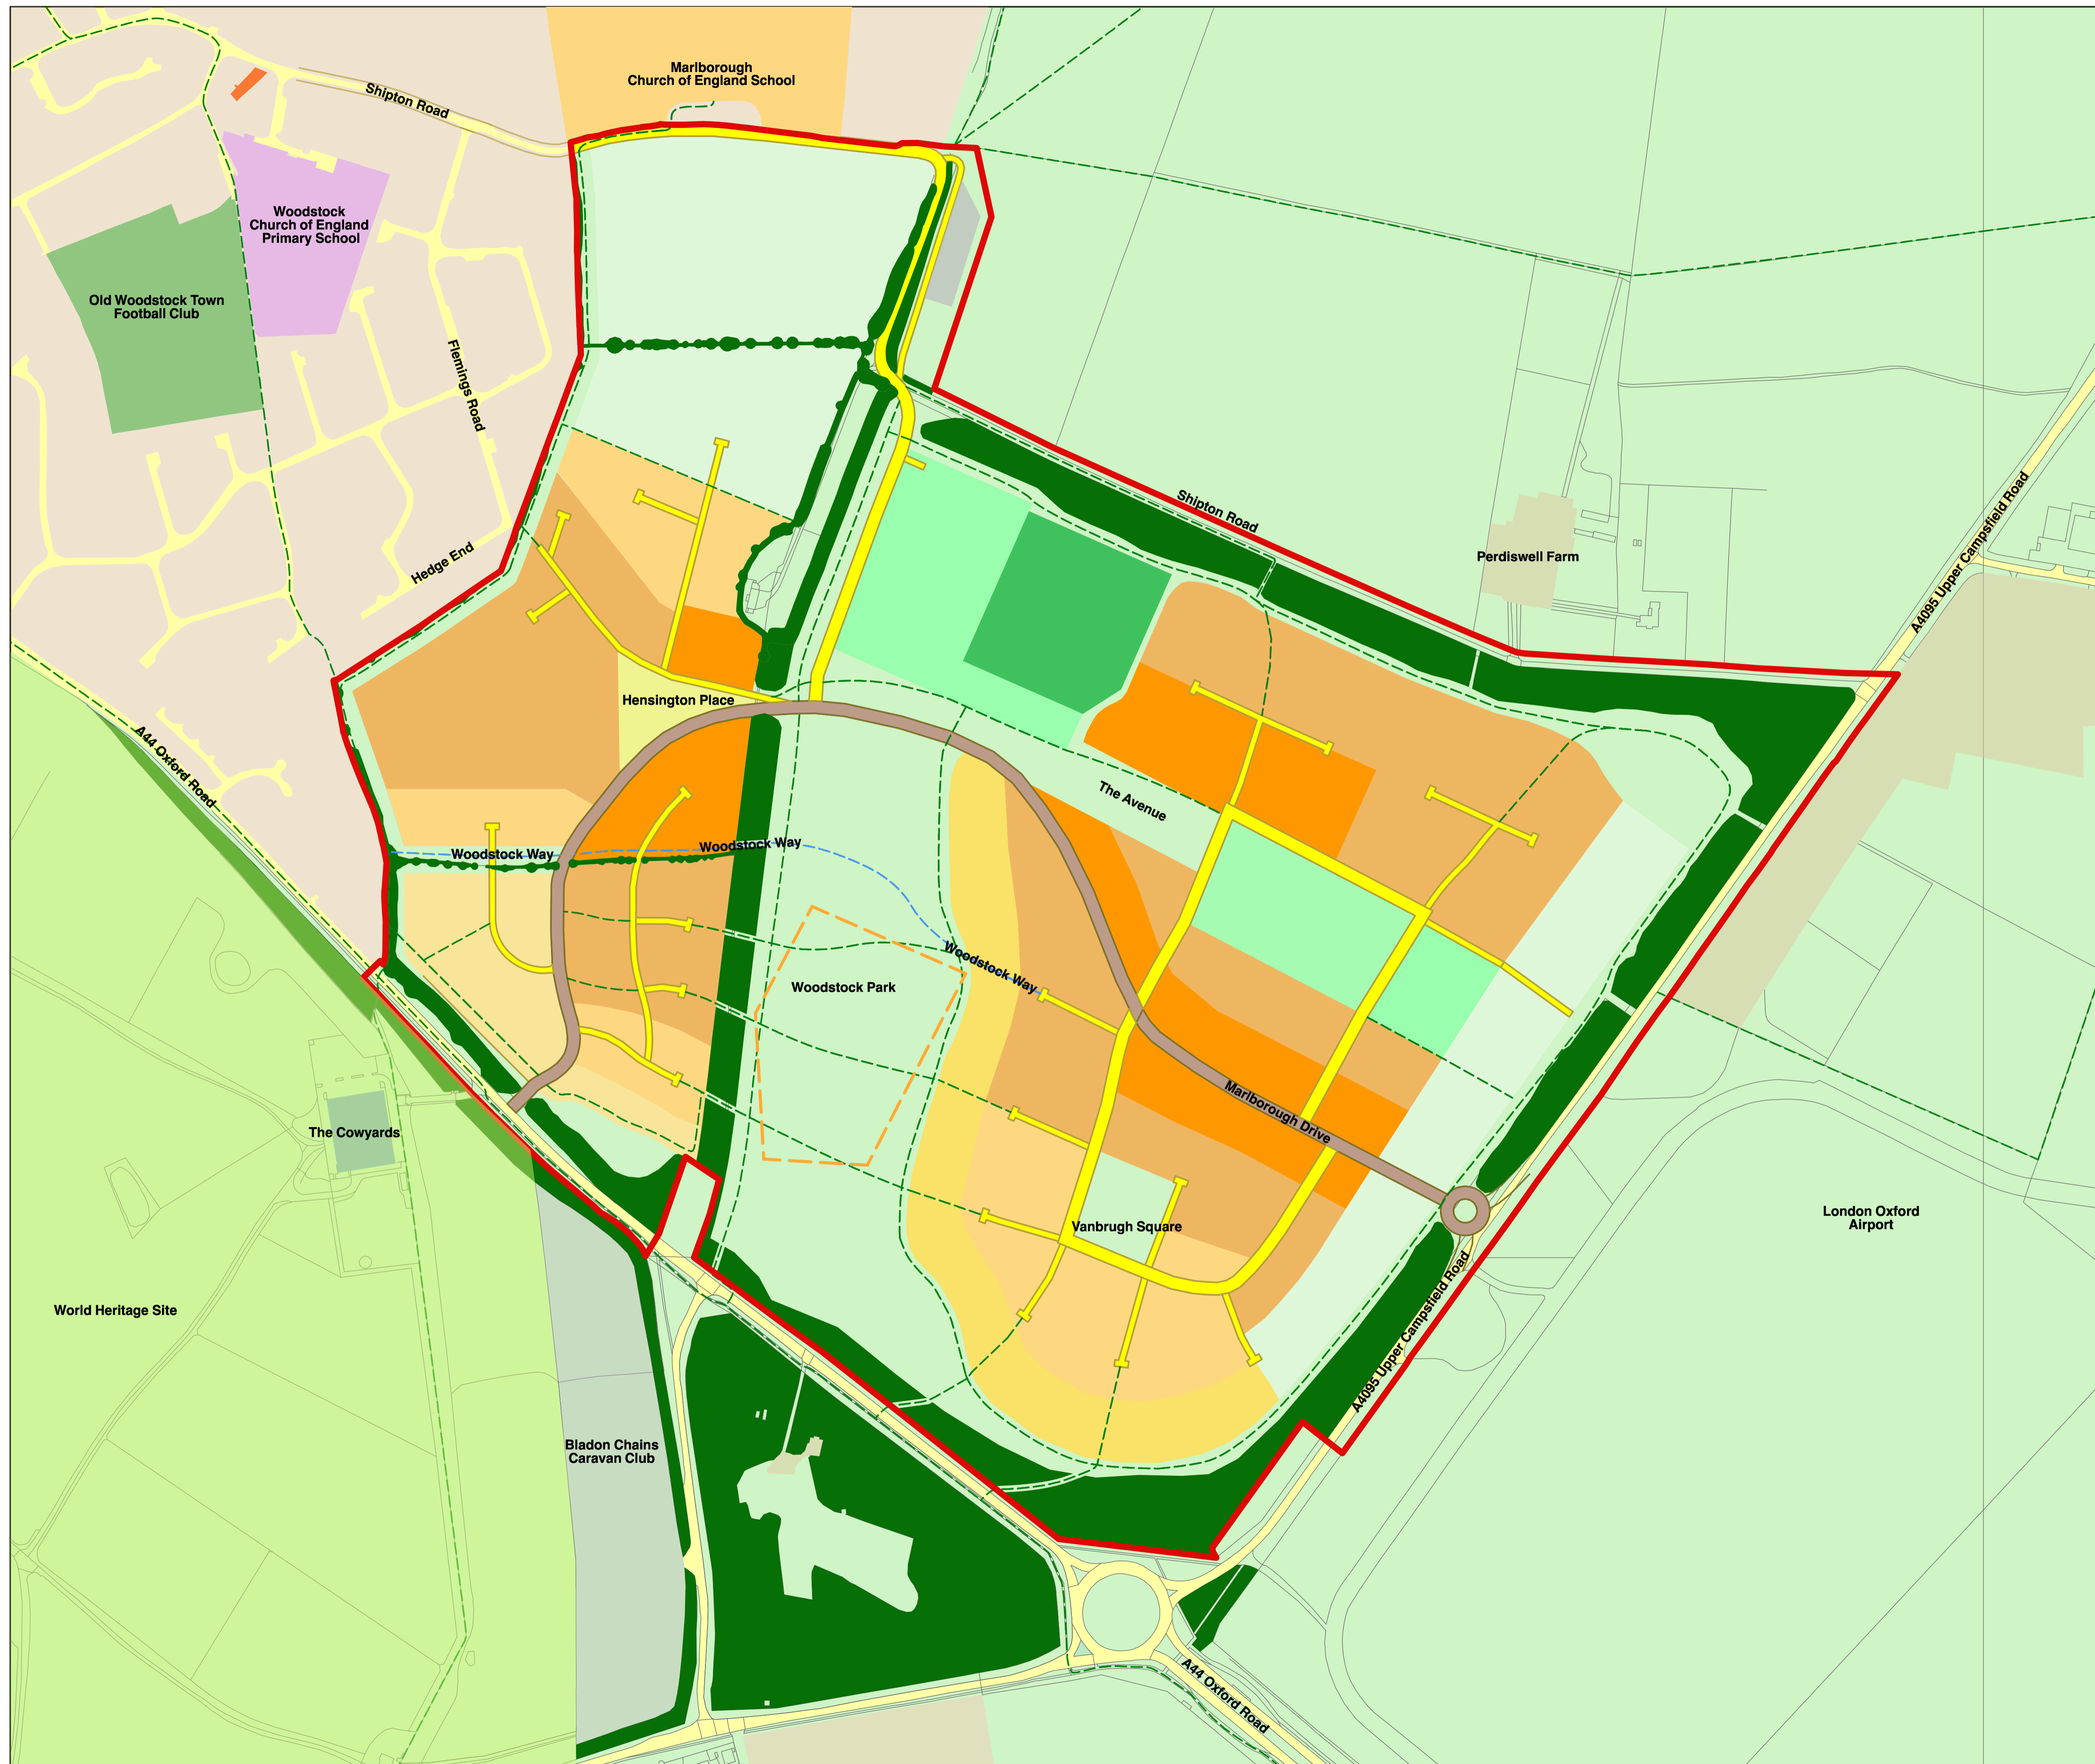 Marlborough
Church of England School
Shipton Road
Woodstock
Church of England
Primary School
Old Woodstock Town
Football Club
Flemings Road
Shipton Road
A4095 Upper Campsfield Road
Perdiswell Farm
Hedge End
Hensington Place
A44 Oxford Road
The Avenue
Woodstock Way
Woodstock Way
Woodstock Way
Woodstock Park
Marlborough Drive
The Cowyards
Vanbrugh Square
London Oxford
Airport
World Heritage Site
A4095 Upper Campsfield Road
Bladon Chains
Caravan Club
A44 Oxford Road